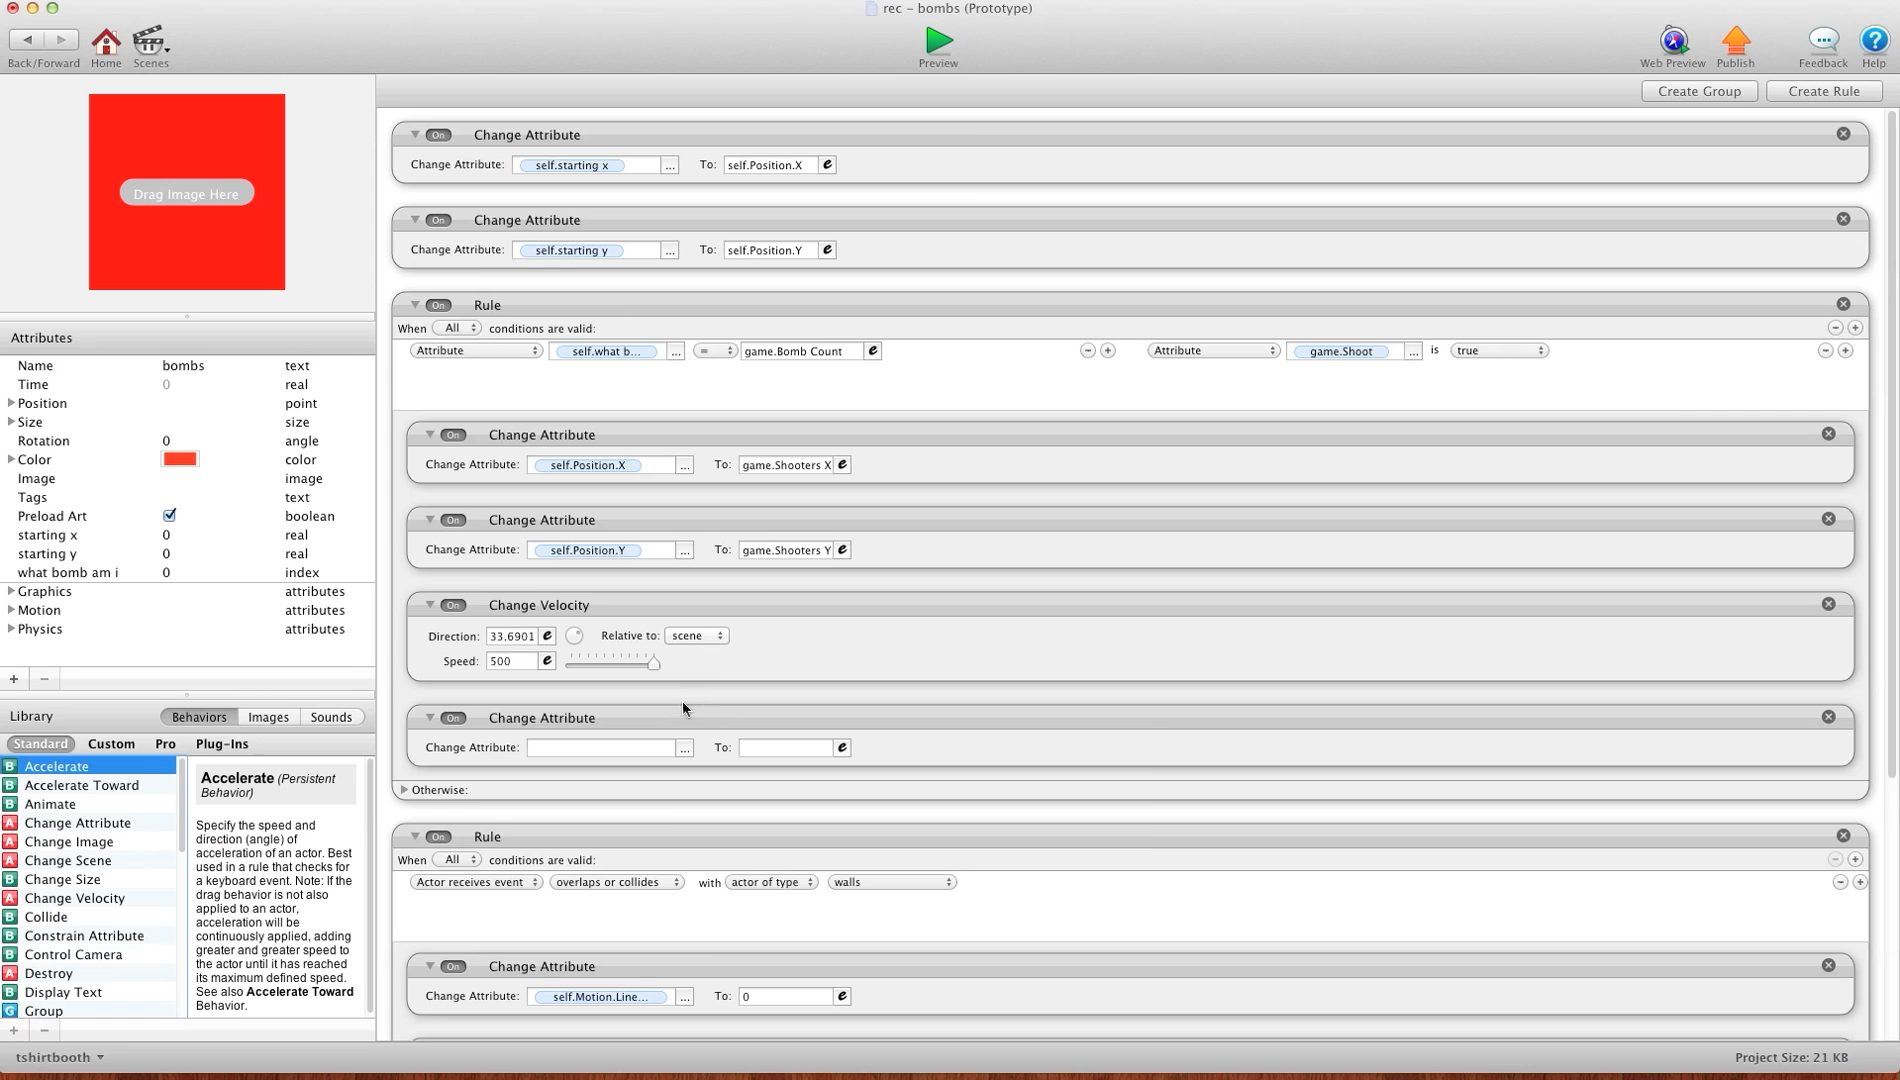 rec – bombs (Prototype)
Back/Forward Home Scenes Preview Web Preview Publish Feedback Help
Create Group Create Rule
Drag Image Here
Attributes
Name bombs text
Time 0 real
Position point
Size size
Rotation 0 angle
Color color
Image image
Tags text
Preload Art boolean
starting x 0 real
starting y 0 real
what bomb am i 0 index
Graphics attributes
Motion attributes
Physics attributes
+ −
Library Behaviors Images Sounds
Standard Custom Pro Plug-Ins
B Accelerate
B Accelerate Toward
B Animate
A Change Attribute
A Change Image
A Change Scene
B Change Size
A Change Velocity
B Collide
B Constrain Attribute
B Control Camera
A Destroy
B Display Text
G Group
Accelerate (Persistent
Behavior)
Specify the speed and
direction (angle) of
acceleration of an actor. Best
used in a rule that checks for
a keyboard event. Note: If the
drag behavior is not also
applied to an actor,
acceleration will be
continuously applied, adding
greater and greater speed to
the actor until it has reached
its maximum defined speed.
See also Accelerate Toward
Behavior.
+ −
On Change Attribute
Change Attribute: self.starting x ... To: self.Position.X e
On Change Attribute
Change Attribute: self.starting y ... To: self.Position.Y e
On Rule
When All conditions are valid:
Attribute self.what b... ... = game.Bomb Count e Attribute game.Shoot ... is true
On Change Attribute
Change Attribute: self.Position.X ... To: game.Shooters X e
On Change Attribute
Change Attribute: self.Position.Y ... To: game.Shooters Y e
On Change Velocity
Direction: 33.6901 e Relative to: scene
Speed: 500 e
On Change Attribute
Change Attribute: ... To: e
Otherwise:
On Rule
When All conditions are valid:
Actor receives event overlaps or collides with actor of type walls
On Change Attribute
Change Attribute: self.Motion.Line... ... To: 0 e
tshirtbooth Project Size: 21 KB